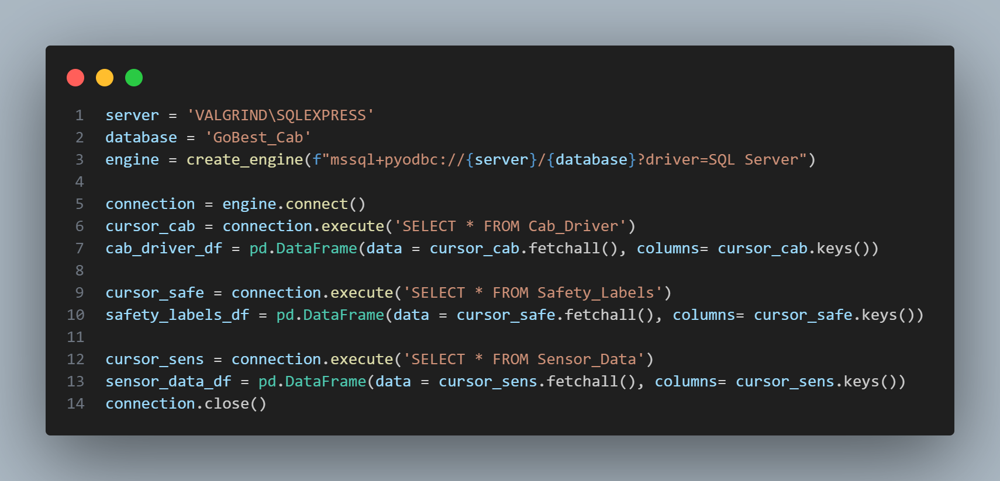 1 server = 'VALGRIND\SQLEXPRESS'
2 database = 'GoBest_Cab'
3 engine = create_engine(f"mssql+pyodbc://{server}/{database}?driver=SQL Server")
4
5 connection = engine.connect()
6 cursor_cab = connection.execute('SELECT * FROM Cab_Driver')
7 cab_driver_df = pd.DataFrame(data = cursor_cab.fetchall(), columns= cursor_cab.keys())
8
9 cursor_safe = connection.execute('SELECT * FROM Safety_Labels')
10 safety_labels_df = pd.DataFrame(data = cursor_safe.fetchall(), columns= cursor_safe.keys())
11
12 cursor_sens = connection.execute('SELECT * FROM Sensor_Data')
13 sensor_data_df = pd.DataFrame(data = cursor_sens.fetchall(), columns= cursor_sens.keys())
14 connection.close()